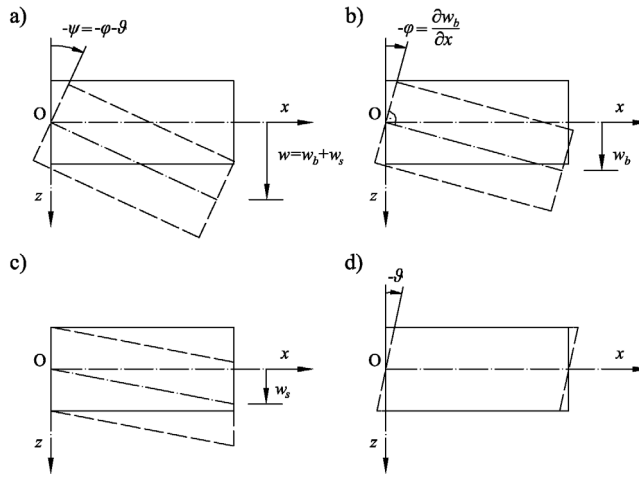 a)
-ψ=-φ-ϑ
O
x
w=w_b+w_s
z
b)
-φ=∂w_b/∂x
O
x
w_b
z
c)
O
x
w_s
z
d)
-ϑ
O
x
z